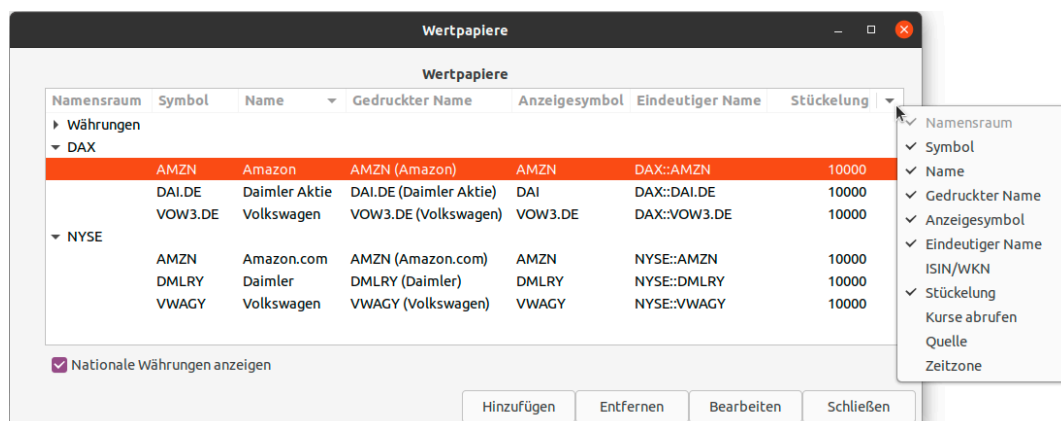 Wertpapiere
Wertpapiere
Namensraum Symbol Name Gedruckter Name Anzeigesymbol Eindeutiger Name Stückelung
Währungen
DAX
AMZN Amazon AMZN (Amazon) AMZN DAX::AMZN 10000
DAI.DE Daimler Aktie DAI.DE (Daimler Aktie) DAI DAX::DAI.DE 10000
VOW3.DE Volkswagen VOW3.DE (Volkswagen) VOW3.DE DAX::VOW3.DE 10000
NYSE
AMZN Amazon.com AMZN (Amazon.com) AMZN NYSE::AMZN 10000
DMLRY Daimler DMLRY (Daimler) DMLRY NYSE::DMLRY 10000
VWAGY Volkswagen VWAGY (Volkswagen) VWAGY NYSE::VWAGY 10000
Namensraum
Symbol
Name
Gedruckter Name
Anzeigesymbol
Eindeutiger Name
ISIN/WKN
Stückelung
Kurse abrufen
Quelle
Zeitzone
Nationale Währungen anzeigen
Hinzufügen Entfernen Bearbeiten Schließen